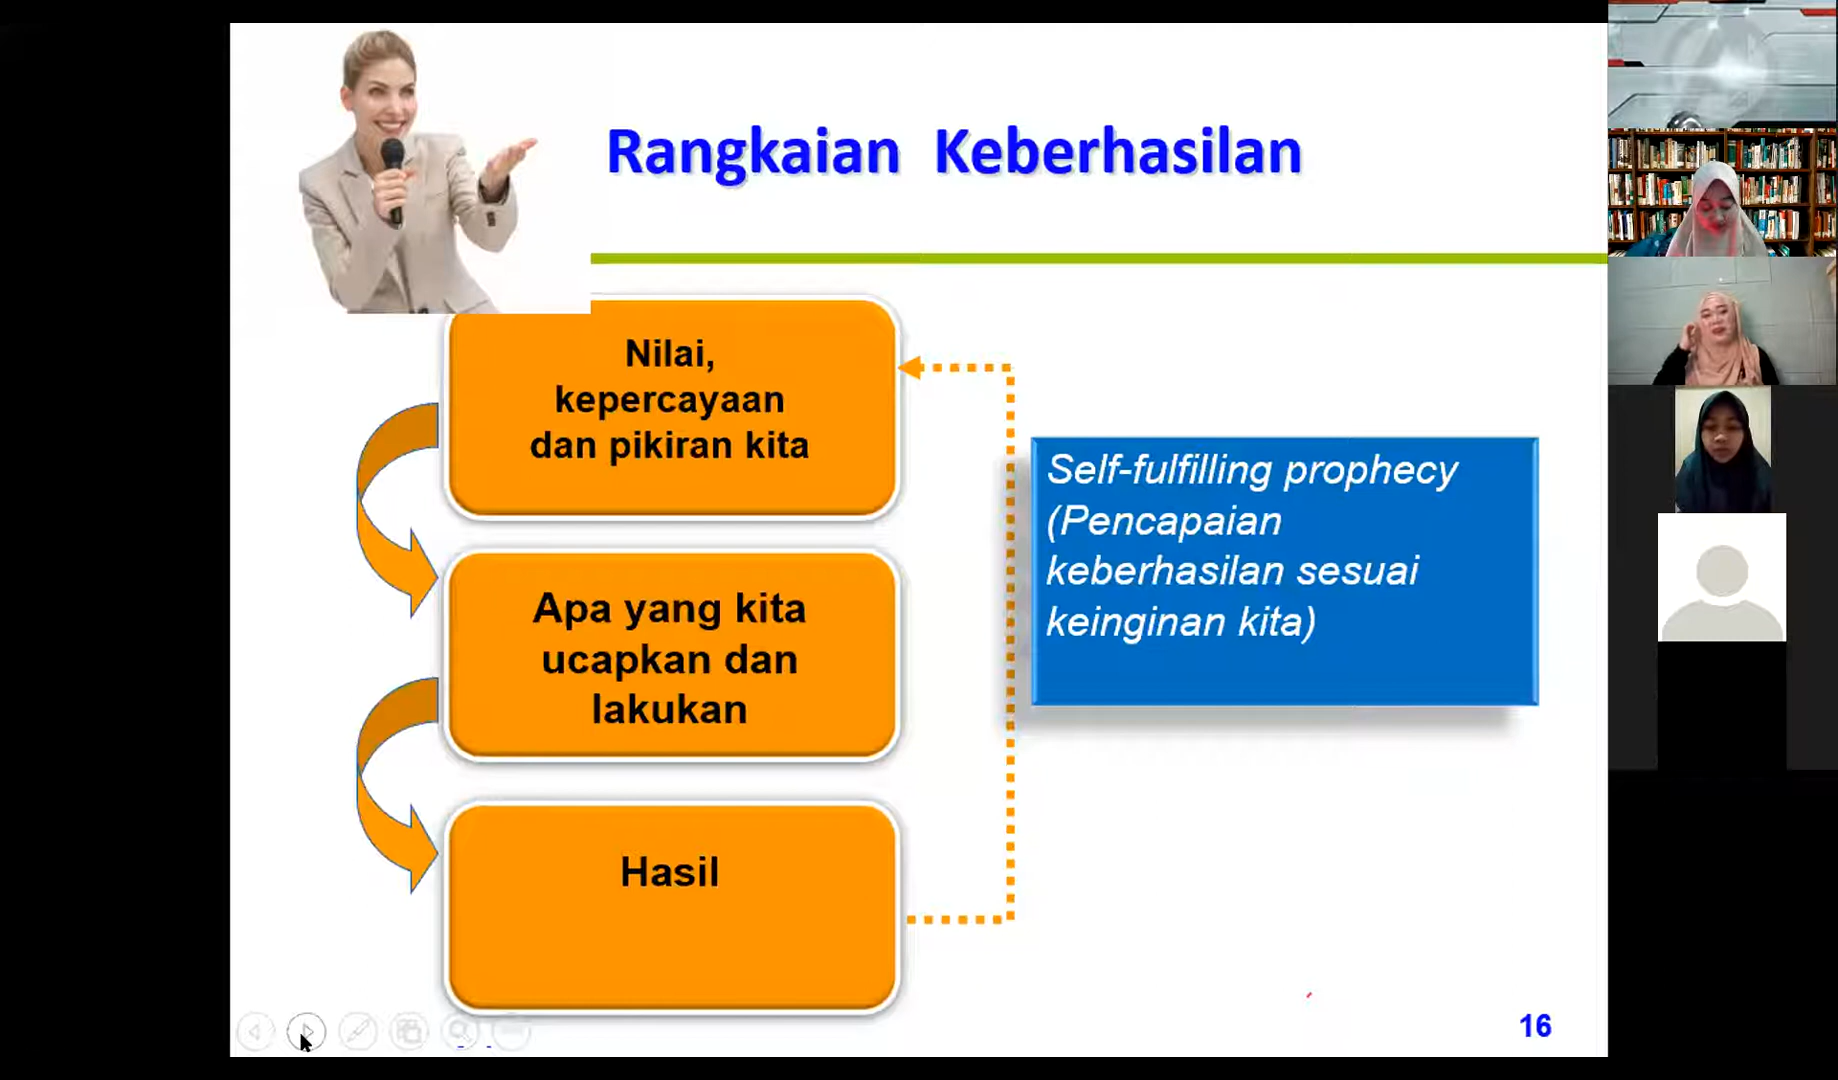 Rangkaian Keberhasilan
Nilai,
kepercayaan
dan pikiran kita
Apa yang kita
ucapkan dan
lakukan
Hasil
Self-fulfilling prophecy
(Pencapaian
keberhasilan sesuai
keinginan kita)
16